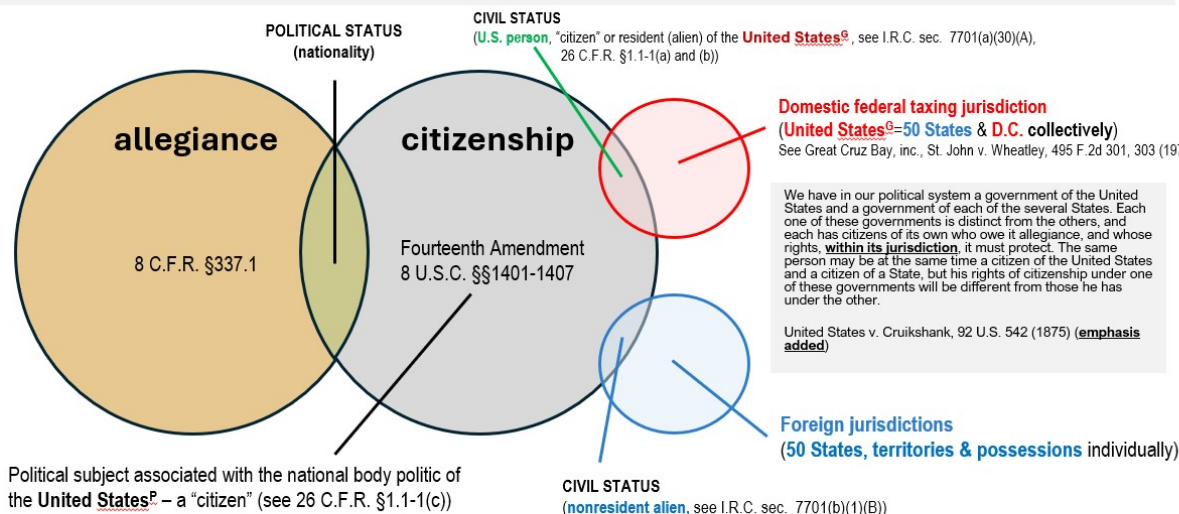 POLITICAL STATUS
(nationality)
CIVIL STATUS
(U.S. person, “citizen” or resident (alien) of the United Statesᴳ, see I.R.C. sec. 7701(a)(30)(A),
26 C.F.R. §1.1-1(a) and (b))
allegiance
citizenship
8 C.F.R. §337.1
Fourteenth Amendment
8 U.S.C. §§1401-1407
Domestic federal taxing jurisdiction
(United Statesᴳ=50 States & D.C. collectively)
See Great Cruz Bay, inc., St. John v. Wheatley, 495 F.2d 301, 303
We have in our political system a government of the United
States and a government of each of the several States. Each
one of these governments is distinct from the others, and
each has citizens of its own who owe it allegiance, and whose
rights, within its jurisdiction, it must protect. The same
person may be at the same time a citizen of the United States
and a citizen of a State, but his rights of citizenship under one
of these governments will be different from those he has
under the other.
United States v. Cruikshank, 92 U.S. 542 (1875) (emphasis
added)
Foreign jurisdictions
(50 States, territories & possessions individually)
Political subject associated with the national body politic of
the United Statesᴾ – a “citizen” (see 26 C.F.R. §1.1-1(c))
CIVIL STATUS
(nonresident alien, see I.R.C. sec. 7701(b)(1)(B))